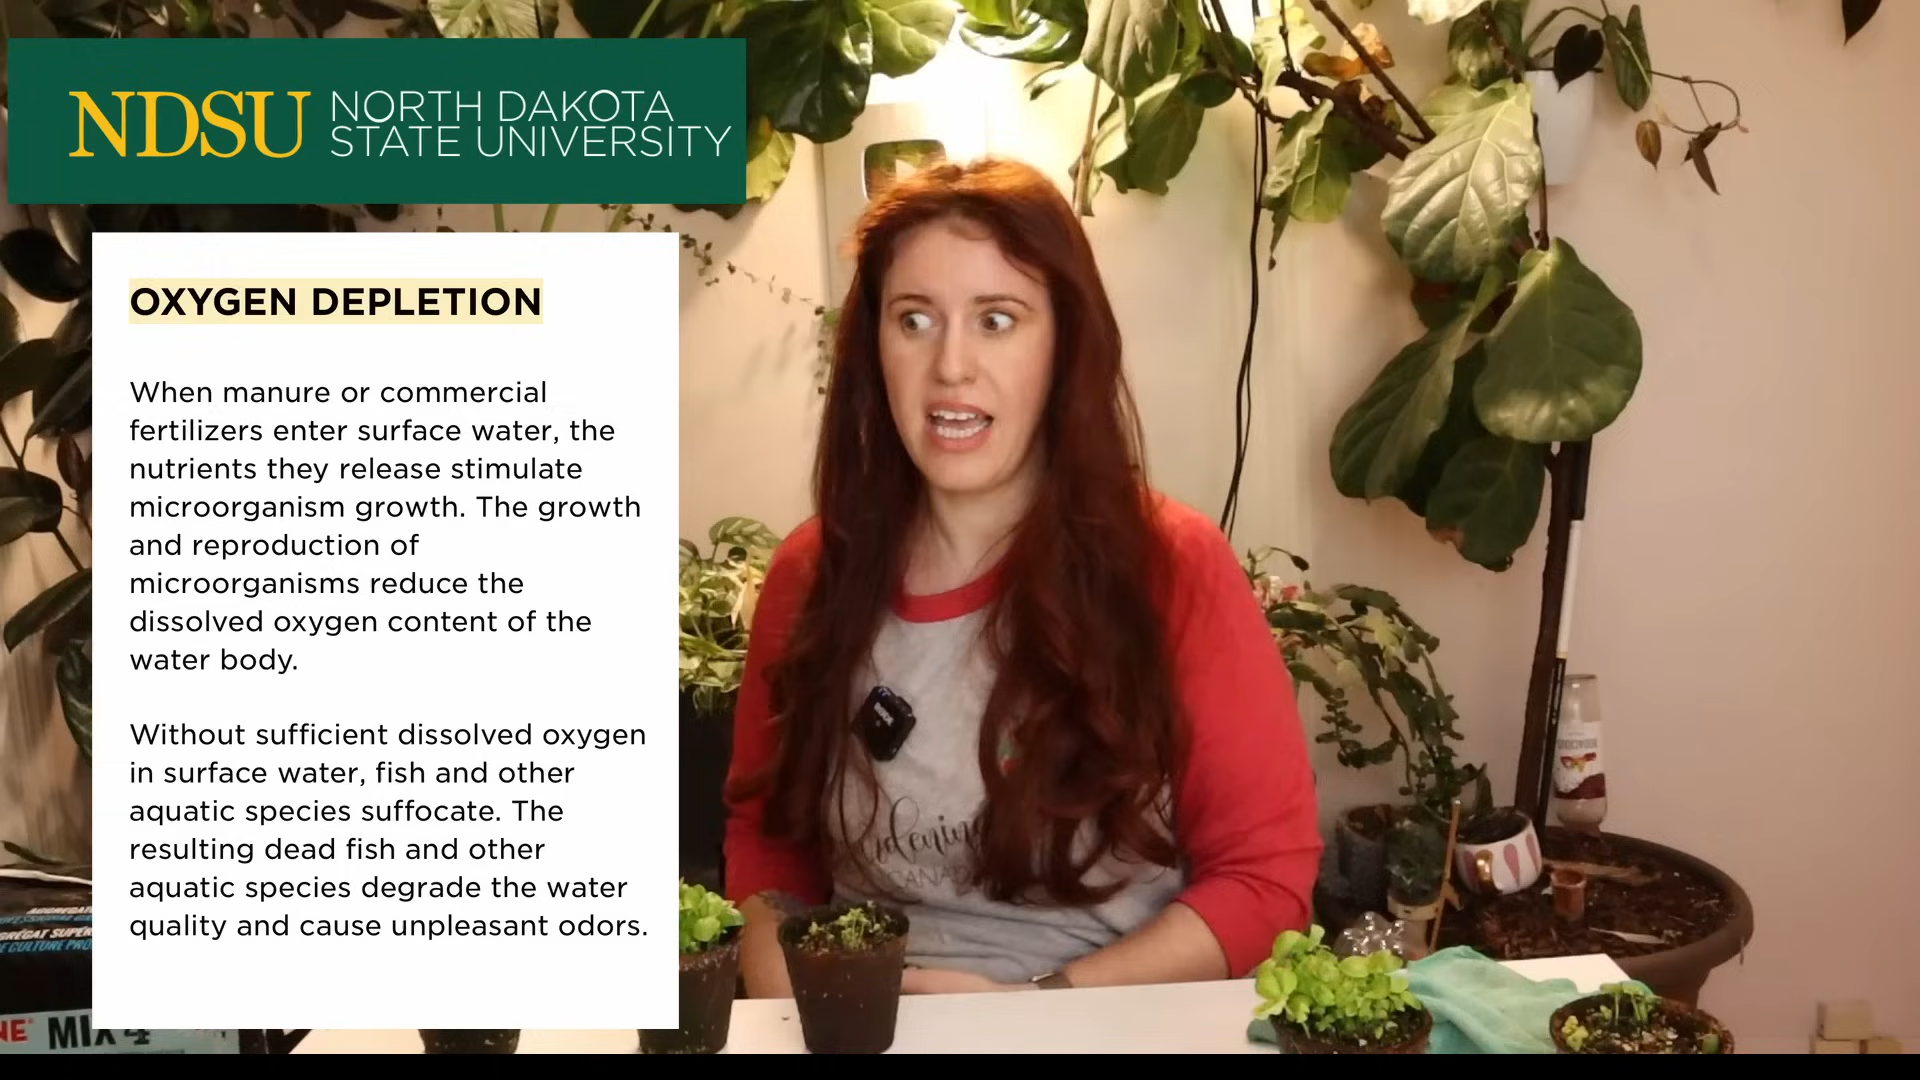 NDSU NORTH DAKOTA
STATE UNIVERSITY
OXYGEN DEPLETION
When manure or commercial
fertilizers enter surface water, the
nutrients they release stimulate
microorganism growth. The growth
and reproduction of
microorganisms reduce the
dissolved oxygen content of the
water body.
Without sufficient dissolved oxygen
in surface water, fish and other
aquatic species suffocate. The
resulting dead fish and other
aquatic species degrade the water
quality and cause unpleasant odors.
MIX 4